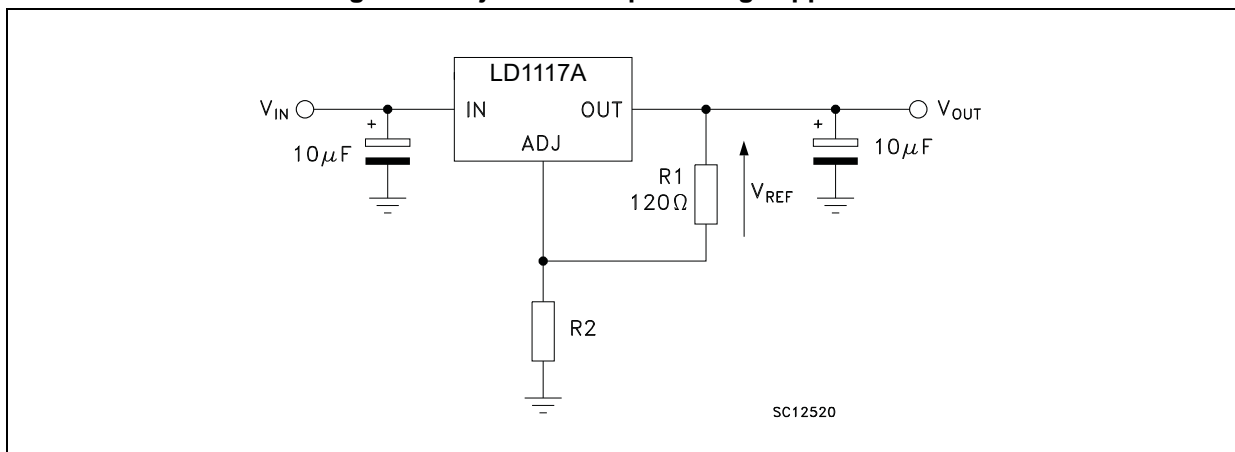 LD1117A
V_IN
IN
OUT
V_OUT
ADJ
+
10μF
R1
120Ω
V_REF
+
10μF
R2
SC12520